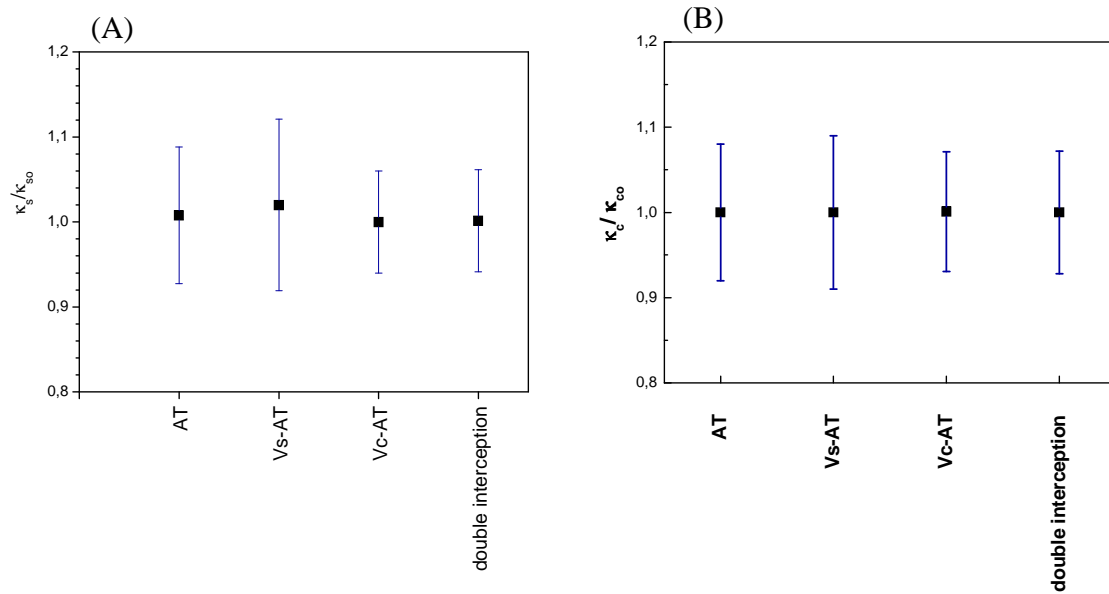 (A)
1,2
1,1
1,0
0,9
0,8
κs/κso
AT
Vs-AT
Vc-AT
double interception
(B)
1,2
1,1
1,0
0,9
0,8
κc/ κco
AT
Vs-AT
Vc-AT
double interception